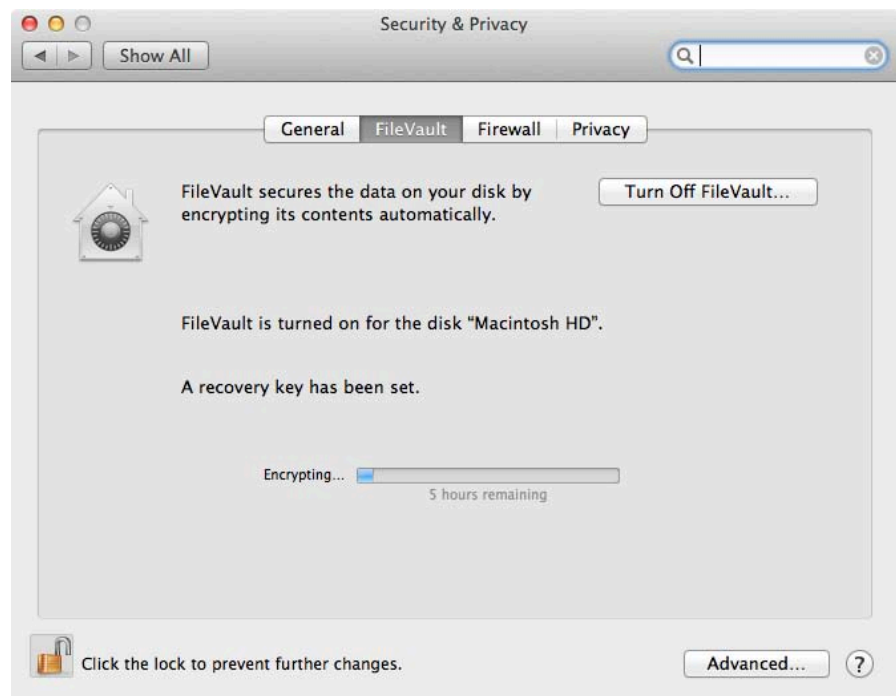 Security & Privacy
Show All
General FileVault Firewall Privacy
FileVault secures the data on your disk by
encrypting its contents automatically.
Turn Off FileVault...
FileVault is turned on for the disk “Macintosh HD”.
A recovery key has been set.
Encrypting...
5 hours remaining
Click the lock to prevent further changes.
Advanced... ?